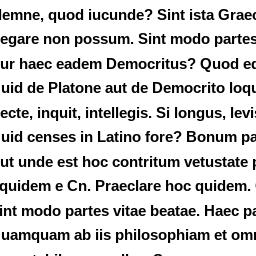 lemne, quod iucunde? Sint ista Graec
egare non possum. Sint modo partes
ur haec eadem Democritus? Quod ec
uid de Platone aut de Democrito loqu
ecte, inquit, intellegis. Si longus, levis
uid censes in Latino fore? Bonum pa
ut unde est hoc contritum vetustate p
quidem e Cn. Praeclare hoc quidem.
int modo partes vitae beatae. Haec pa
uamquam ab iis philosophiam et omn